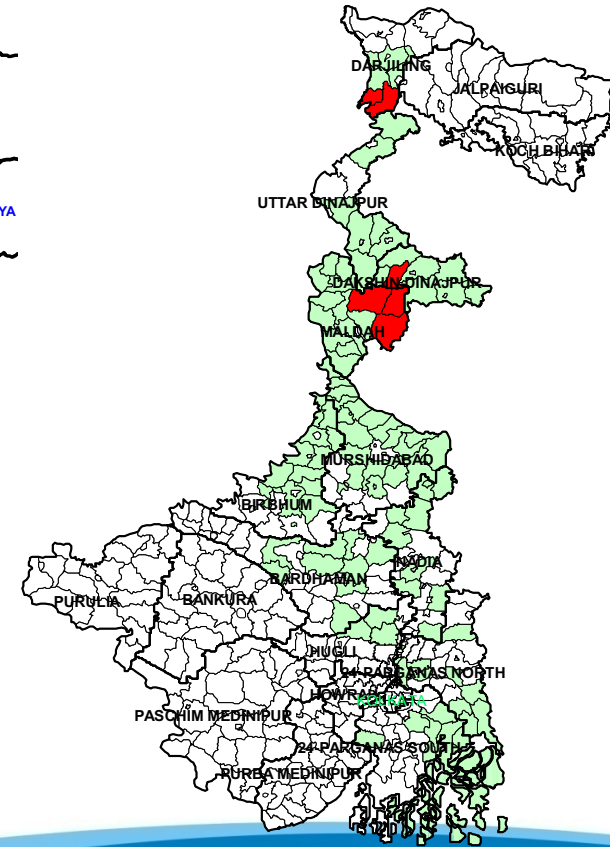 DARJILING
JALPAIGURI
KOCH BIHAR
YA
UTTAR DINAJPUR
DAKSHIN DINAJPUR
MALDAH
MURSHIDABAD
BIRBHUM
NADIA
BARDHAMAN
BANKURA
PURULIA
HUGLI
24-PARGANAS NORTH
HOWRAH
KOLKATA
PASCHIM MEDINIPUR
24-PARGANAS SOUTH
PURBA MEDINIPUR